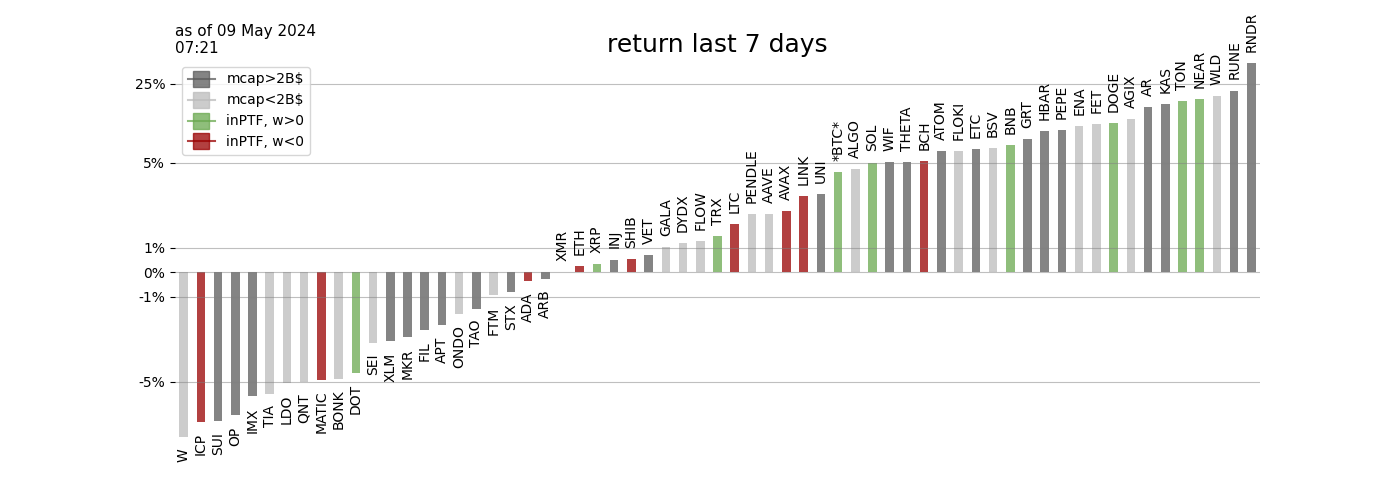 as of 09 May 2024
07:21
return last 7 days
mcap>2B$
mcap<2B$
inPTF, w>0
inPTF, w<0
25%
5%
1%
0%
-1%
-5%
W
ICP
SUI
OP
IMX
TIA
LDO
QNT
MATIC
BONK
DOT
SEI
XLM
MKR
FIL
APT
ONDO
TAO
FTM
STX
ADA
ARB
XMR
ETH
XRP
INJ
SHIB
VET
GALA
DYDX
FLOW
TRX
LTC
PENDLE
AAVE
AVAX
LINK
UNI
*BTC*
ALGO
SOL
WIF
THETA
BCH
ATOM
FLOKI
ETC
BSV
BNB
GRT
HBAR
PEPE
ENA
FET
DOGE
AGIX
AR
KAS
TON
NEAR
WLD
RUNE
RNDR